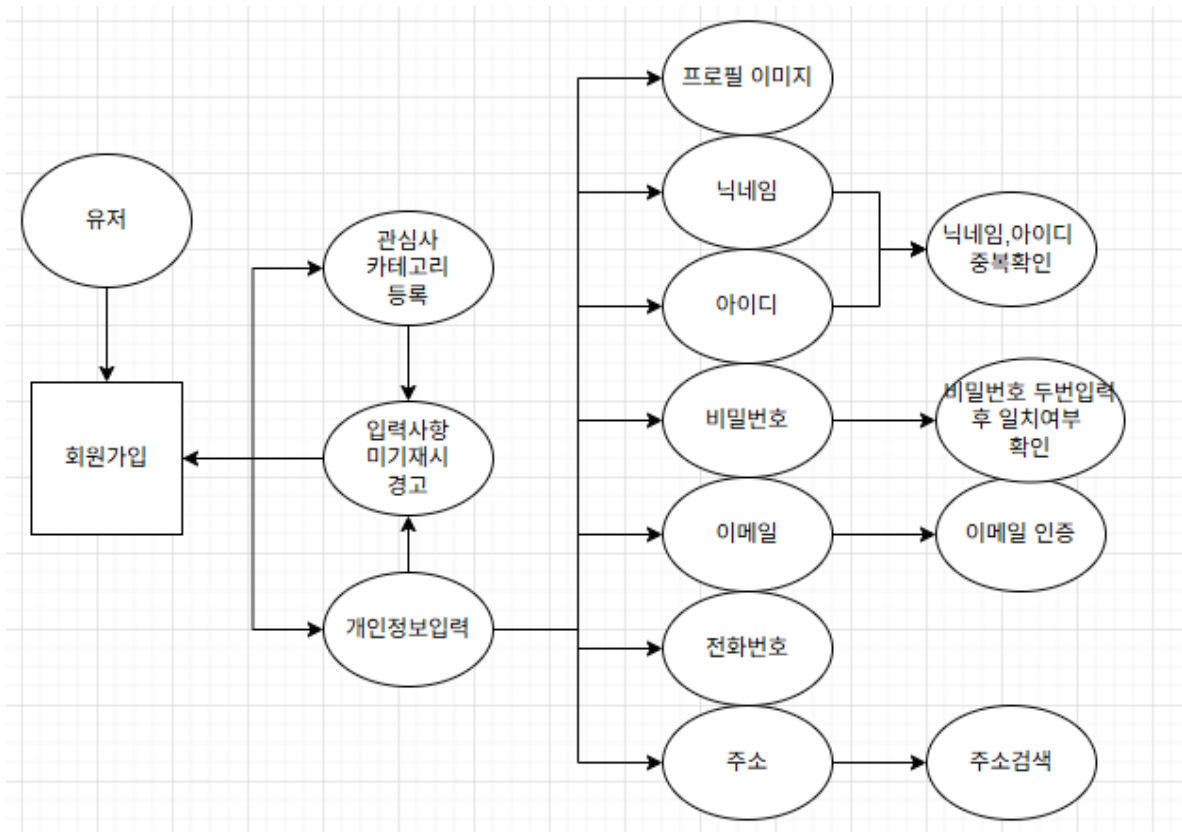 유저
회원가입
관심사
카테고리
등록
입력사항
미기재시
경고
개인정보입력
프로필 이미지
닉네임
아이디
비밀번호
이메일
전화번호
주소
닉네임,아이디
중복확인
비밀번호 두번입력
후 일치여부
확인
이메일 인증
주소검색